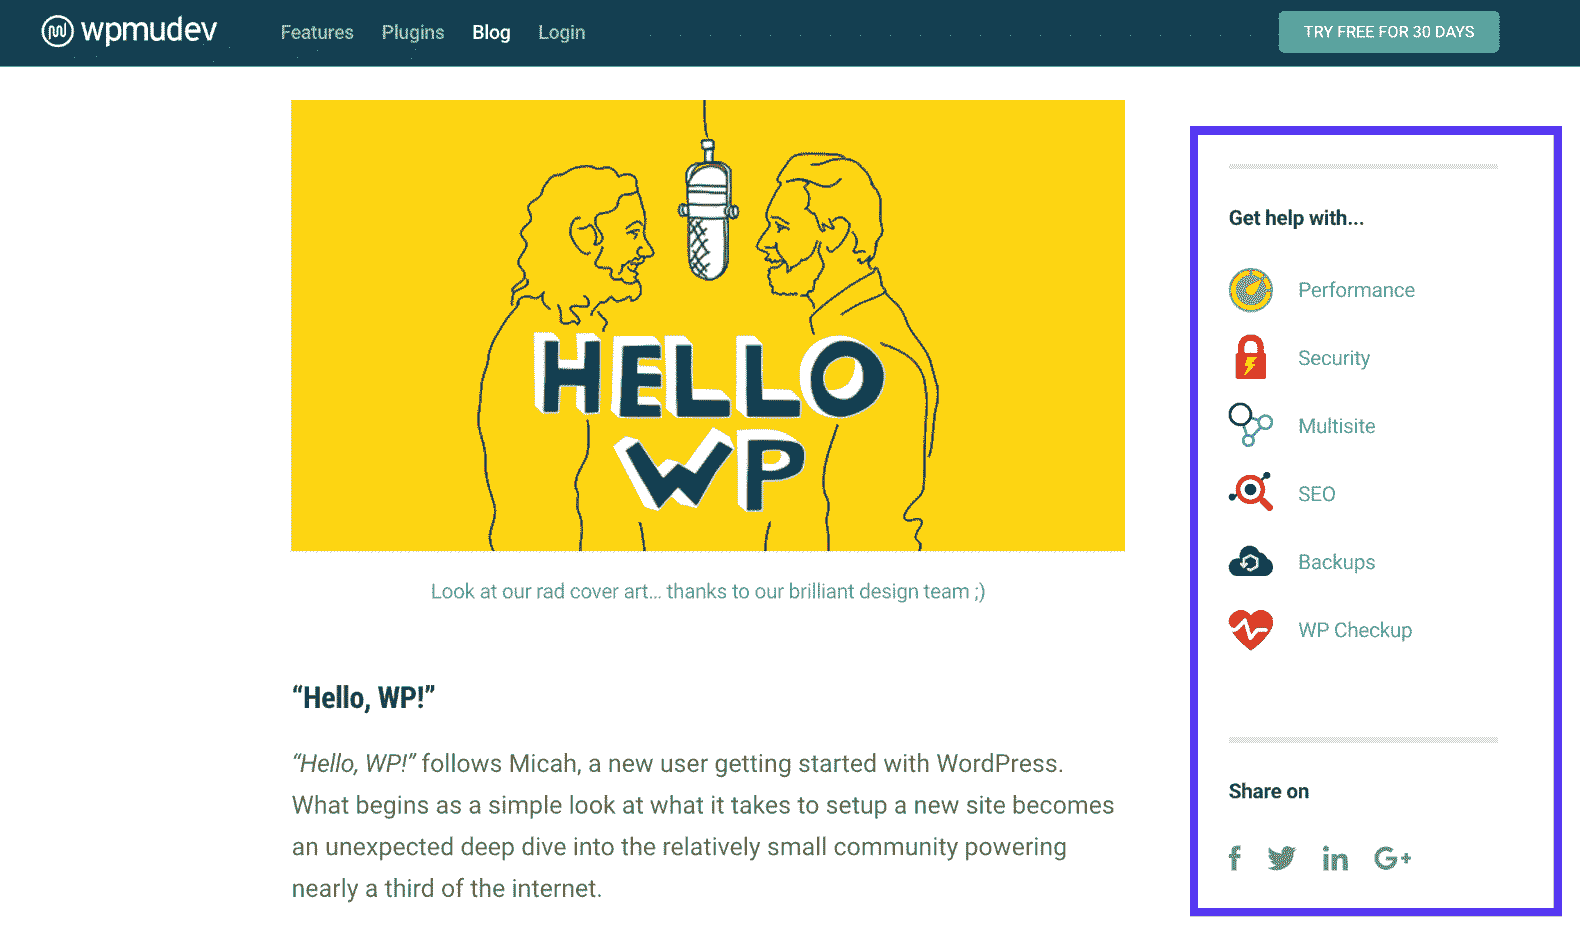 wpmudev
Features
Plugins
Blog
Login
TRY FREE FOR 30 DAYS
HELLO
WP
Look at our rad cover art... thanks to our brilliant design team ;)
“Hello, WP!”
“Hello, WP!” follows Micah, a new user getting started with WordPress.
What begins as a simple look at what it takes to setup a new site becomes
an unexpected deep dive into the relatively small community powering
nearly a third of the internet.
Get help with...
Performance
Security
Multisite
SEO
Backups
WP Checkup
Share on
f
in
G+